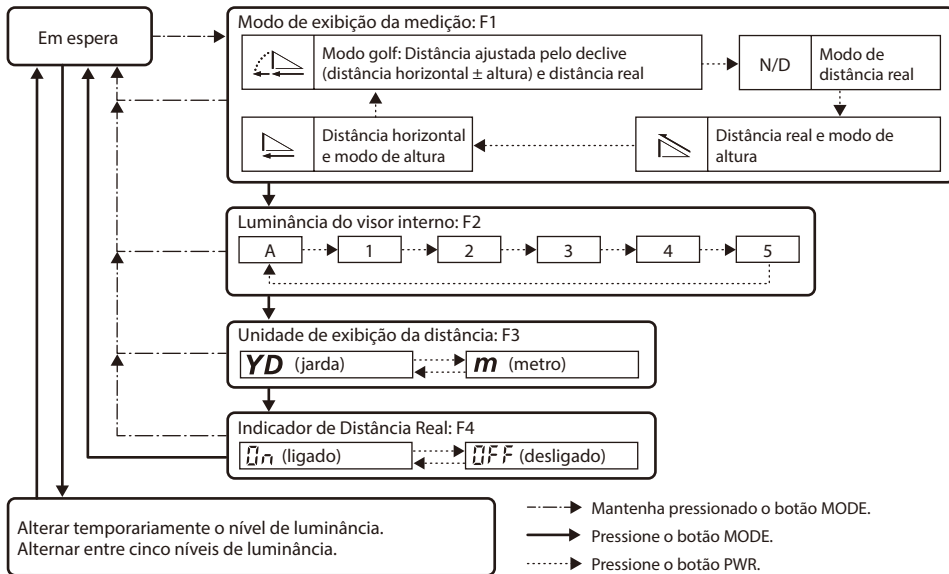 Em espera
Modo de exibição da medição: F1
Modo golf: Distância ajustada pelo declive
(distância horizontal ± altura) e distância real
N/D
Modo de
distância real
Distância horizontal
e modo de altura
Distância real e modo de
altura
Luminância do visor interno: F2
A 1 2 3 4 5
Unidade de exibição da distância: F3
YD (jarda) m (metro)
Indicador de Distância Real: F4
On (ligado) OFF (desligado)
Alterar temporariamente o nível de luminância.
Alternar entre cinco níveis de luminância.
Mantenha pressionado o botão MODE.
Pressione o botão MODE.
Pressione o botão PWR.